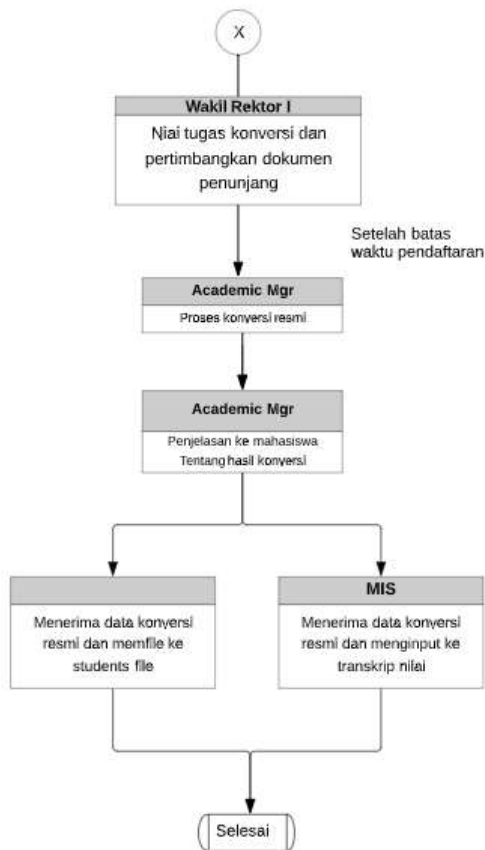 X
Wakil Rektor I
Niai tugas konversi dan
pertimbangkan dokumen
penunjang
Setelah batas
waktu pendaftaran
Academic Mgr
Proses konversi resmi
Academic Mgr
Penjelasan ke mahasiswa
Tentang hasil konversi
Menerima data konversi
resmi dan memfile ke
students file
MIS
Menerima data konversi
resmi dan menginput ke
transkrip nilai
Selesai